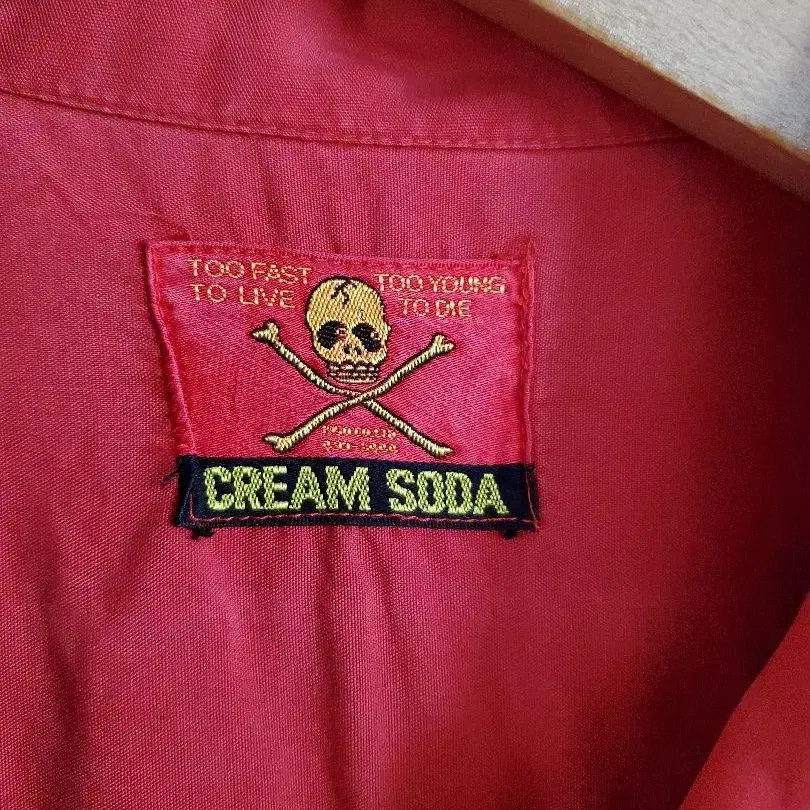 TOO FAST TOO YOUNG
TO LIVE TO DIE
CREAM SODA